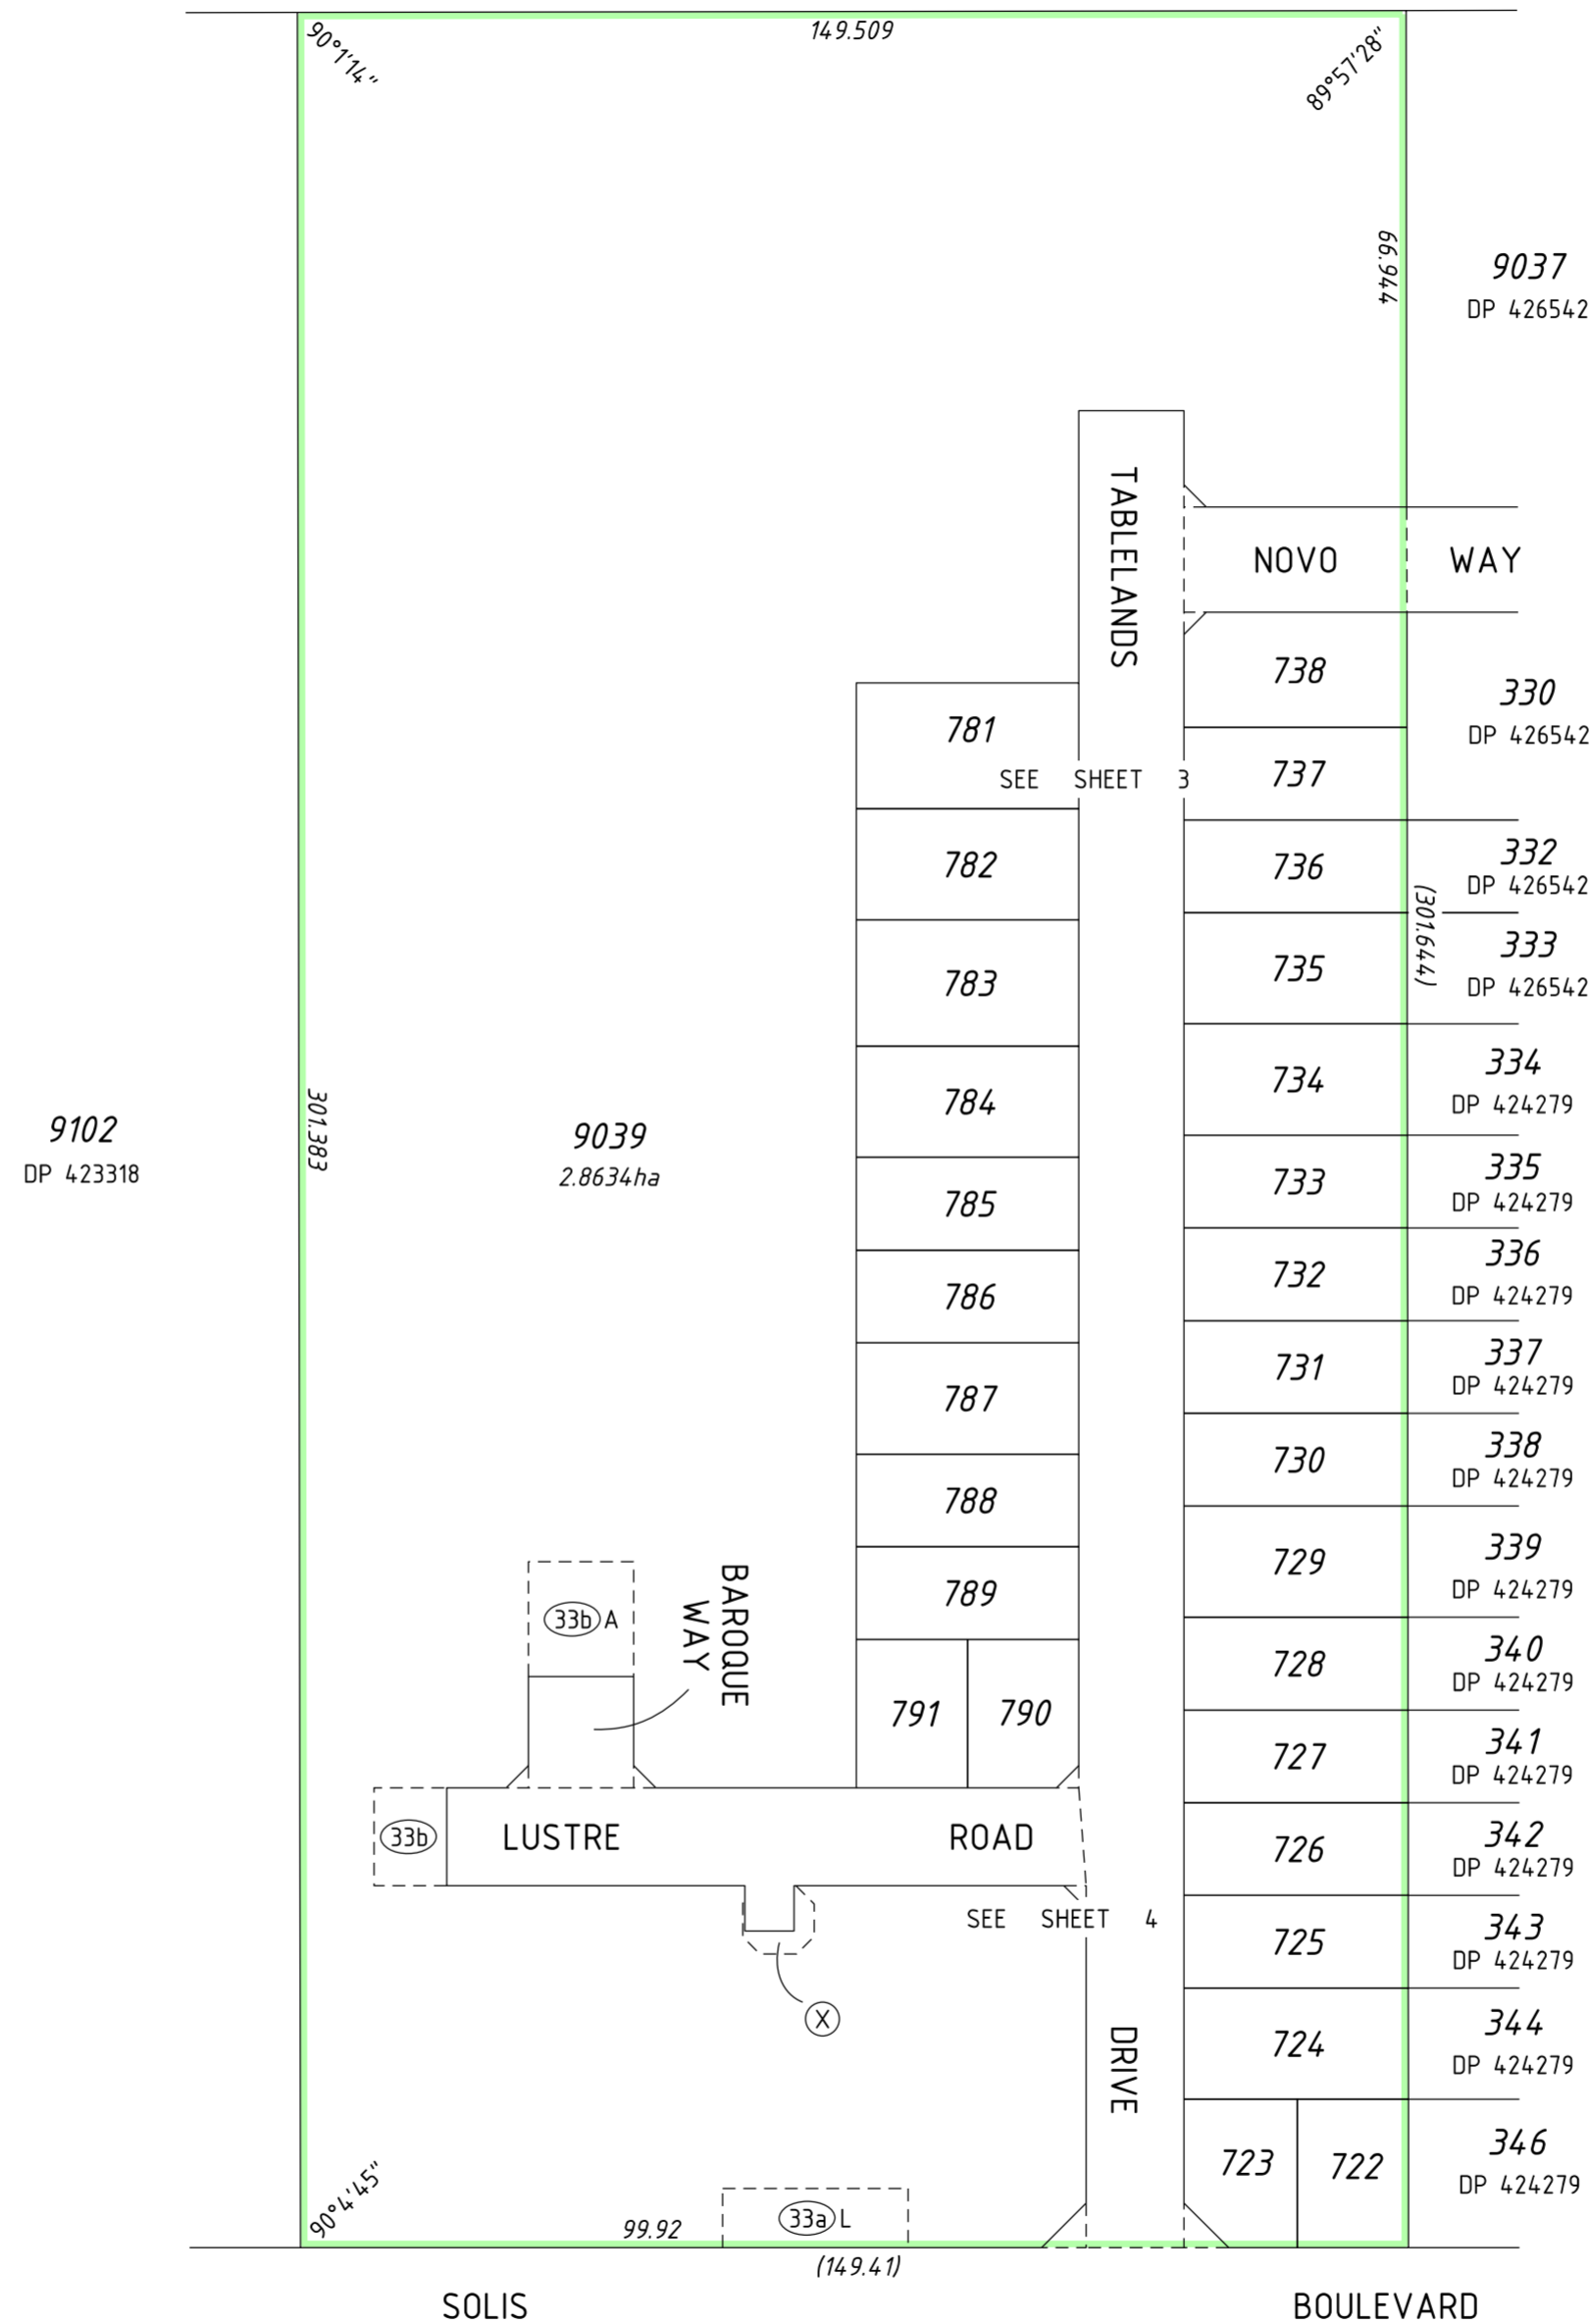 149.509
90°1'14"
89°57'28"
66.944
9037
DP 426542
TABLELANDS
NOVO WAY
738
330
DP 426542
781
737
SEE SHEET 3
782
736
332
DP 426542
(301.644)
783
735
333
DP 426542
784
734
334
DP 424279
9102
DP 423318
301.383
9039
2.8634ha
785
733
335
DP 424279
786
732
336
DP 424279
787
731
337
DP 424279
788
730
338
DP 424279
789
729
339
DP 424279
33b A
BAROQUE
WAY
728
340
DP 424279
791
790
727
341
DP 424279
33b
LUSTRE ROAD
726
342
DP 424279
SEE SHEET 4
725
343
DP 424279
X
DRIVE
724
344
DP 424279
723
722
346
DP 424279
90°4'45"
99.92
33a L
(149.41)
SOLIS BOULEVARD